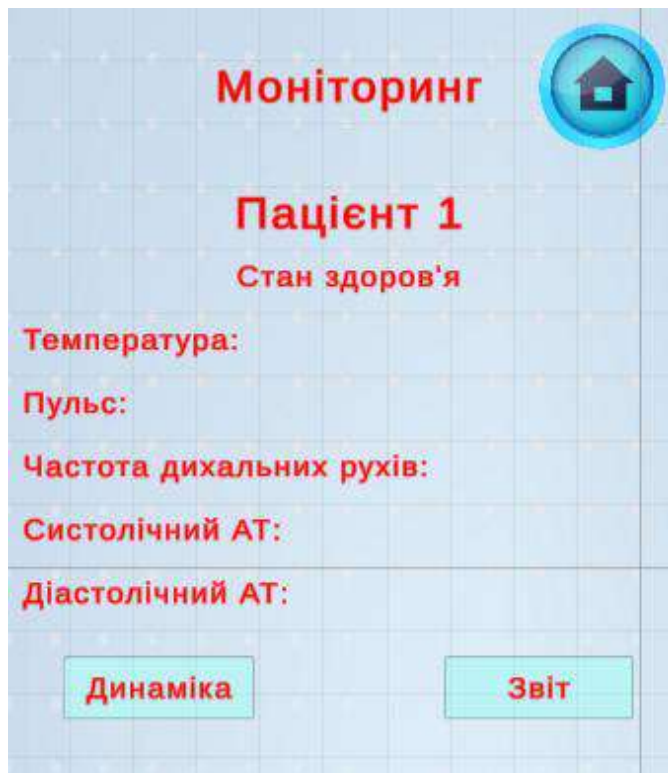 Моніторинг
Пацієнт 1
Стан здоров'я
Температура:
Пульс:
Частота дихальних рухів:
Систолічний АТ:
Діастолічний АТ:
Динаміка
Звіт